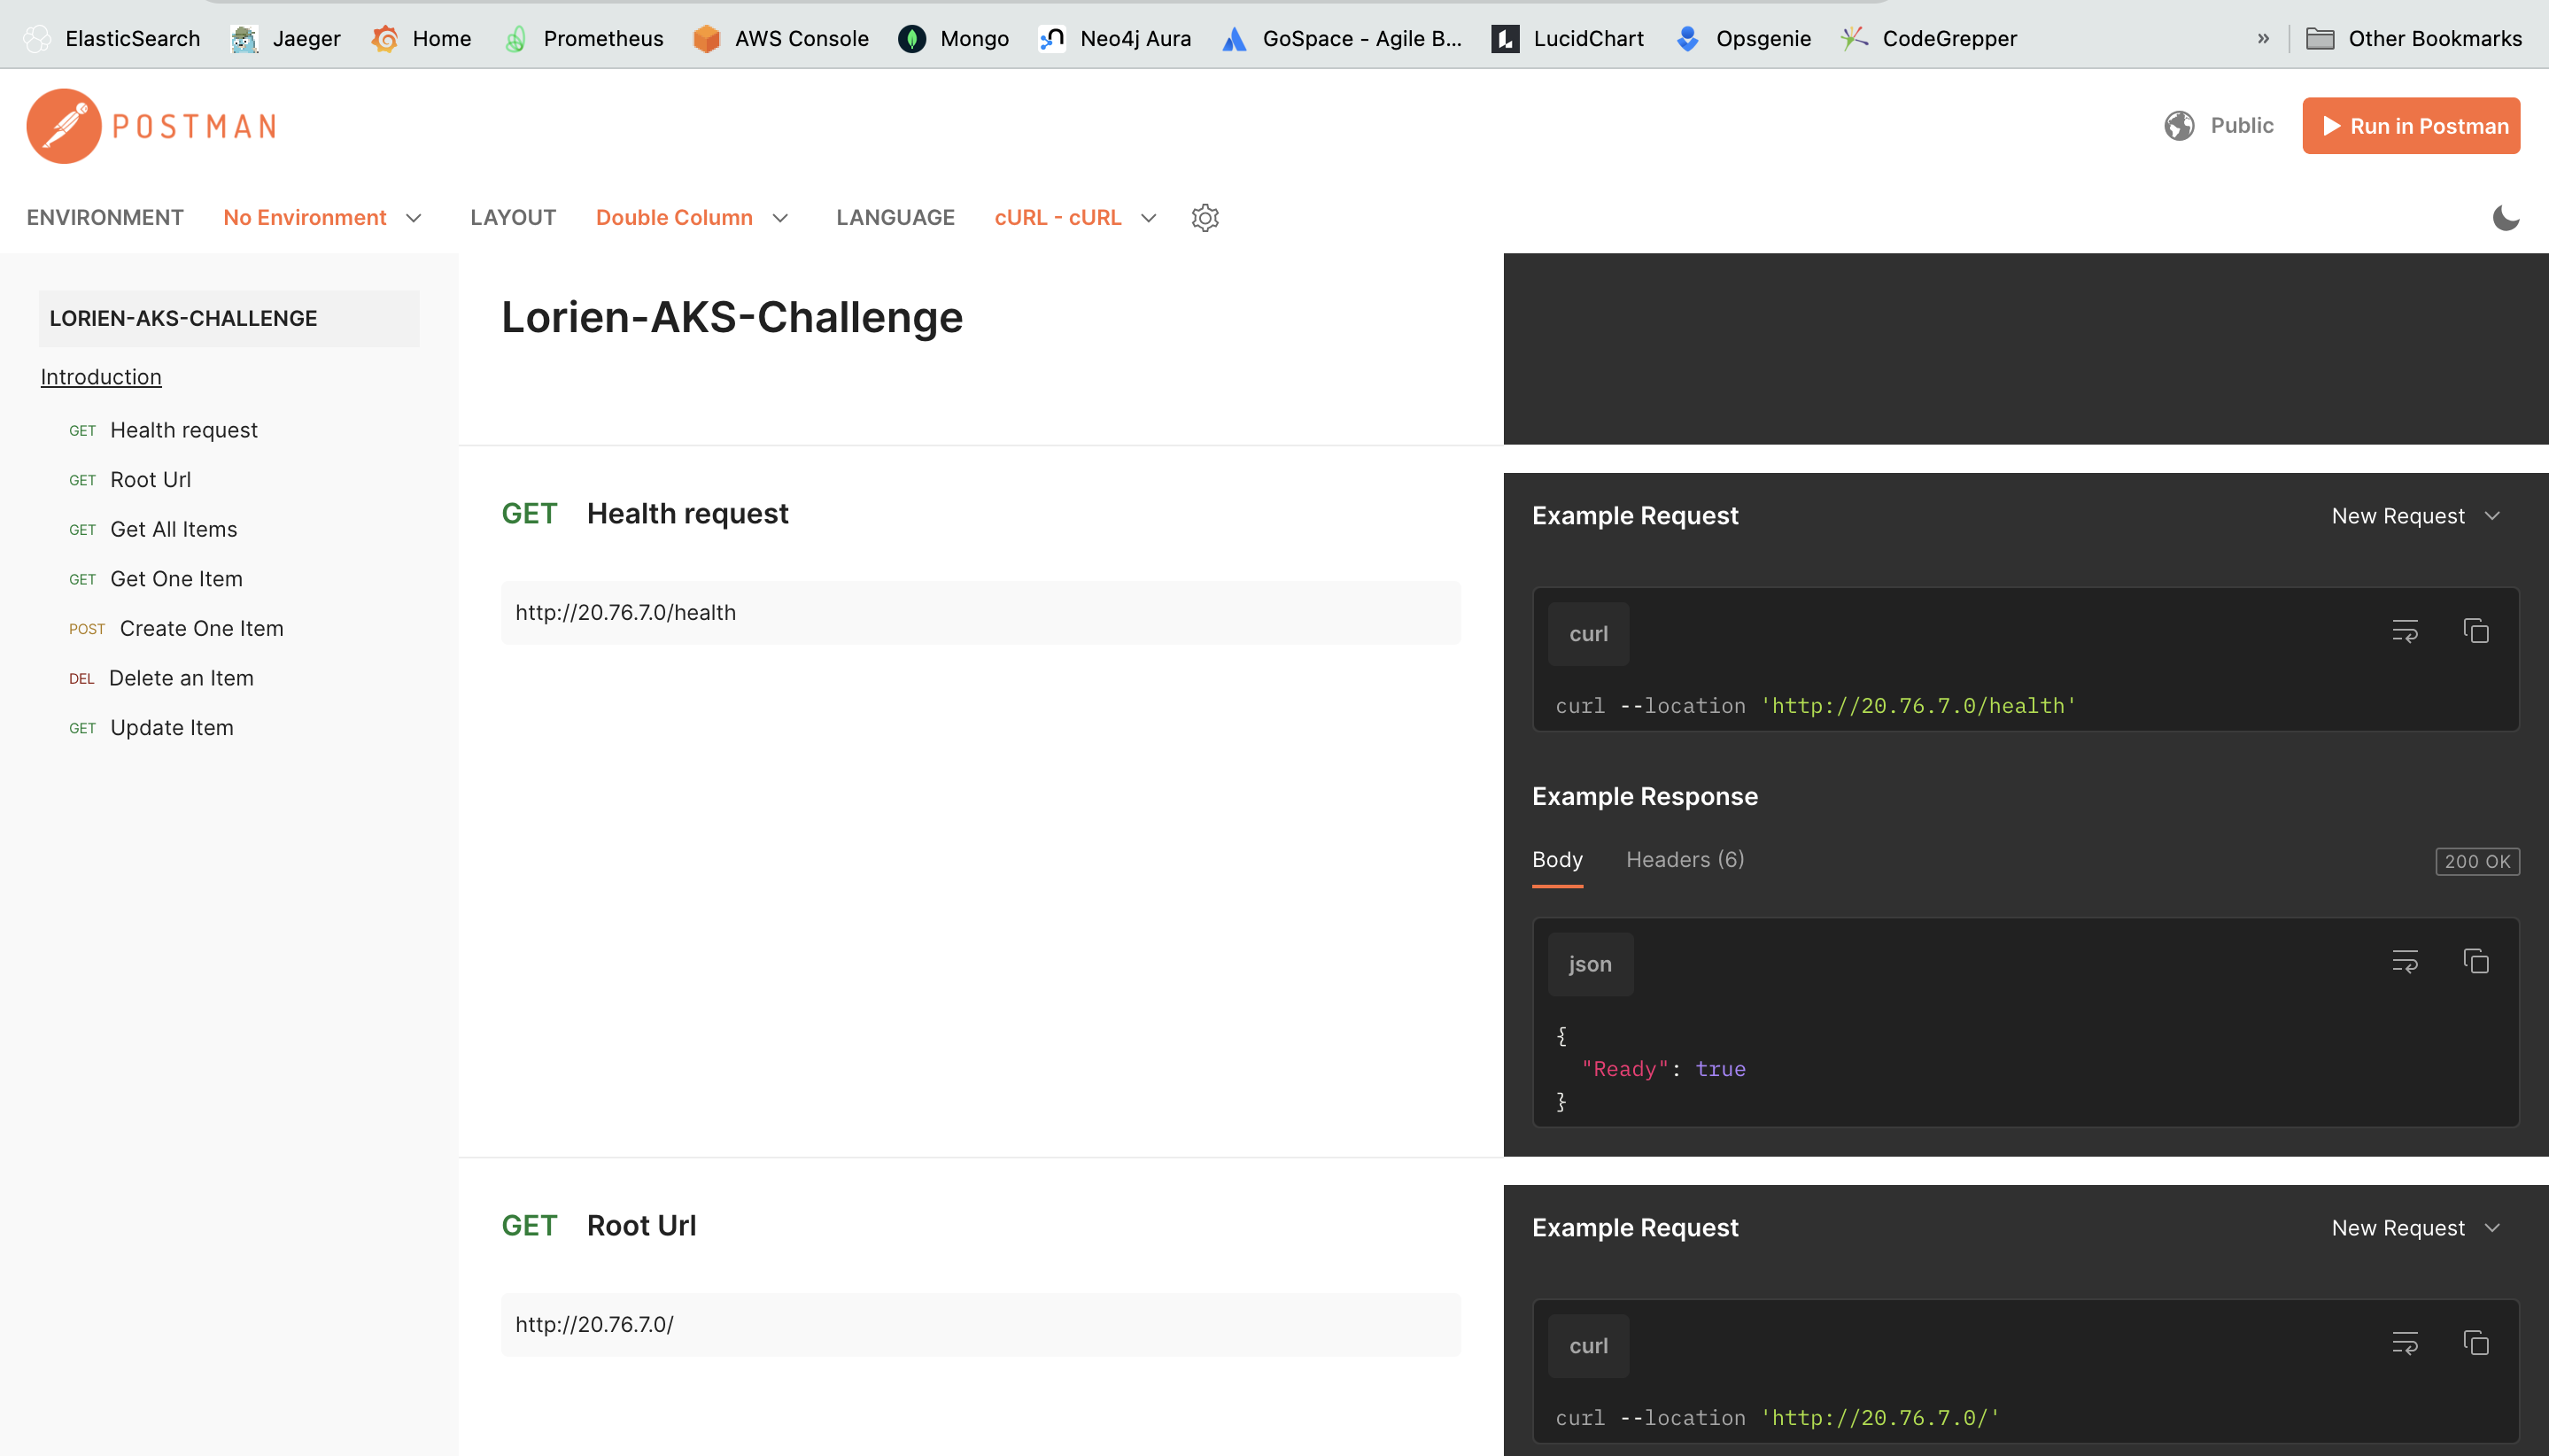 ElasticSearch Jaeger Home Prometheus AWS Console Mongo Neo4j Aura GoSpace - Agile B... LucidChart Opsgenie CodeGrepper » Other Bookmarks
POSTMAN
Public
Run in Postman
ENVIRONMENT No Environment LAYOUT Double Column LANGUAGE cURL - cURL
LORIEN-AKS-CHALLENGE
Introduction
GET Health request
GET Root Url
GET Get All Items
GET Get One Item
POST Create One Item
DEL Delete an Item
GET Update Item
Lorien-AKS-Challenge
GET Health request
http://20.76.7.0/health
Example Request
New Request
curl
curl --location 'http://20.76.7.0/health'
Example Response
Body Headers (6)
200 OK
json
{
"Ready": true
}
GET Root Url
http://20.76.7.0/
Example Request
New Request
curl
curl --location 'http://20.76.7.0/'